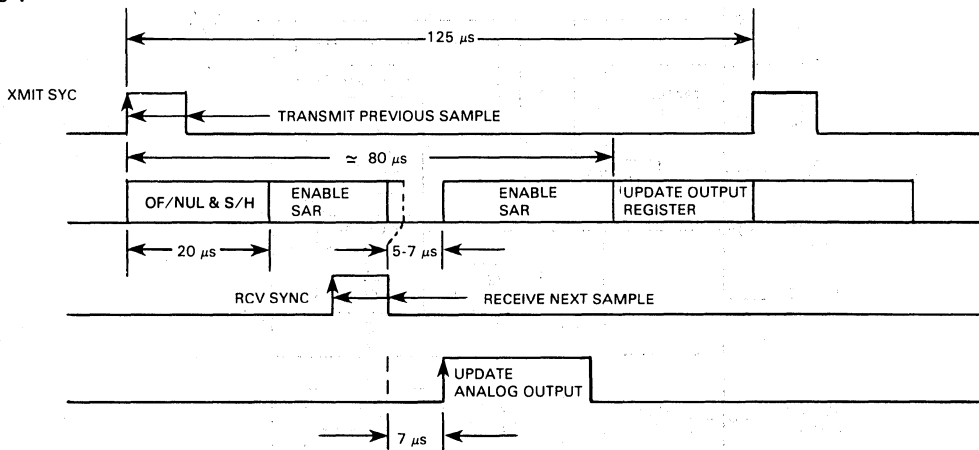 125 μs
XMIT SYC
TRANSMIT PREVIOUS SAMPLE
≃ 80 μs
OF/NUL & S/H
ENABLE
SAR
ENABLE
SAR
UPDATE OUTPUT
REGISTER
20 μs
5-7 μs
RCV SYNC
RECEIVE NEXT SAMPLE
UPDATE
ANALOG OUTPUT
7 μs